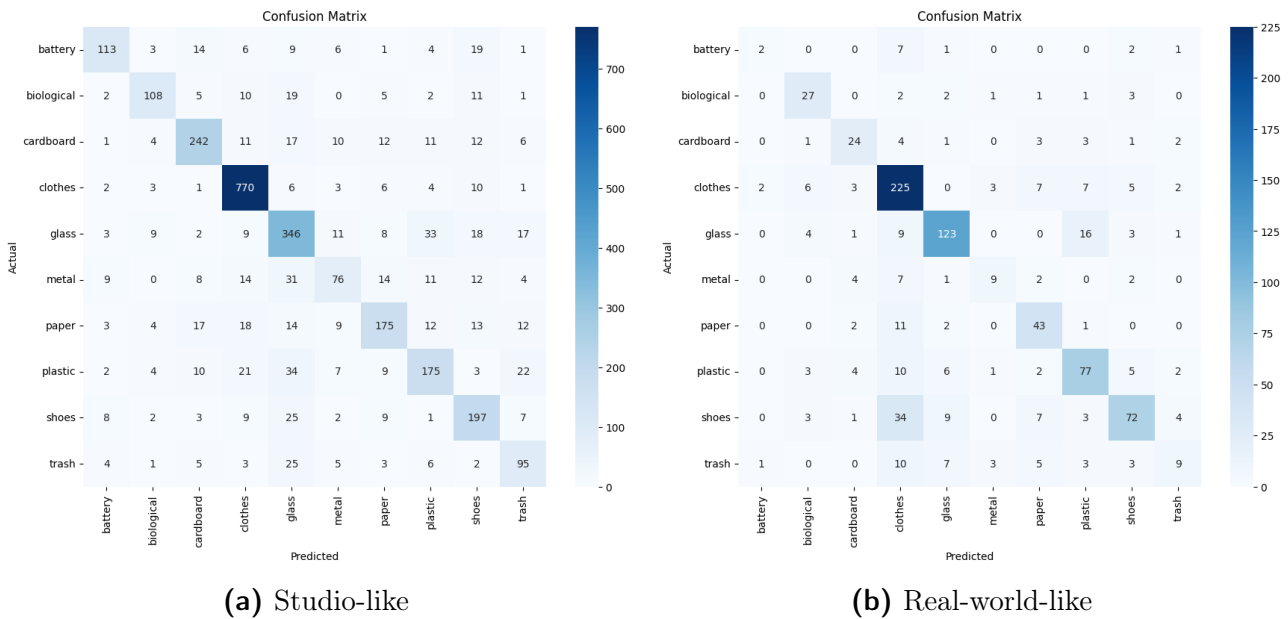 Confusion Matrix
battery 113 3 14 6 9 6 1 4 19 1
biological 2 108 5 10 19 0 5 2 11 1
cardboard 1 4 242 11 17 10 12 11 12 6
clothes 2 3 1 770 6 3 6 4 10 1
glass 3 9 2 9 346 11 8 33 18 17
metal 9 0 8 14 31 76 14 11 12 4
paper 3 4 17 18 14 9 175 12 13 12
plastic 2 4 10 21 34 7 9 175 3 22
shoes 8 2 3 9 25 2 9 1 197 7
trash 4 1 5 3 25 5 3 6 2 95
Actual
battery biological cardboard clothes glass metal paper plastic shoes trash
Predicted
700
600
500
400
300
200
100
0
(a) Studio-like
Confusion Matrix
battery 2 0 0 7 1 0 0 0 2 1
biological 0 27 0 2 2 1 1 1 3 0
cardboard 0 1 24 4 1 0 3 3 1 2
clothes 2 6 3 225 0 3 7 7 5 2
glass 0 4 1 9 123 0 0 16 3 1
metal 0 0 4 7 1 9 2 0 2 0
paper 0 0 2 11 2 0 43 1 0 0
plastic 0 3 4 10 6 1 2 77 5 2
shoes 0 3 1 34 9 0 7 3 72 4
trash 1 0 0 10 7 3 5 3 3 9
Actual
battery biological cardboard clothes glass metal paper plastic shoes trash
Predicted
225
200
175
150
125
100
75
50
25
0
(b) Real-world-like